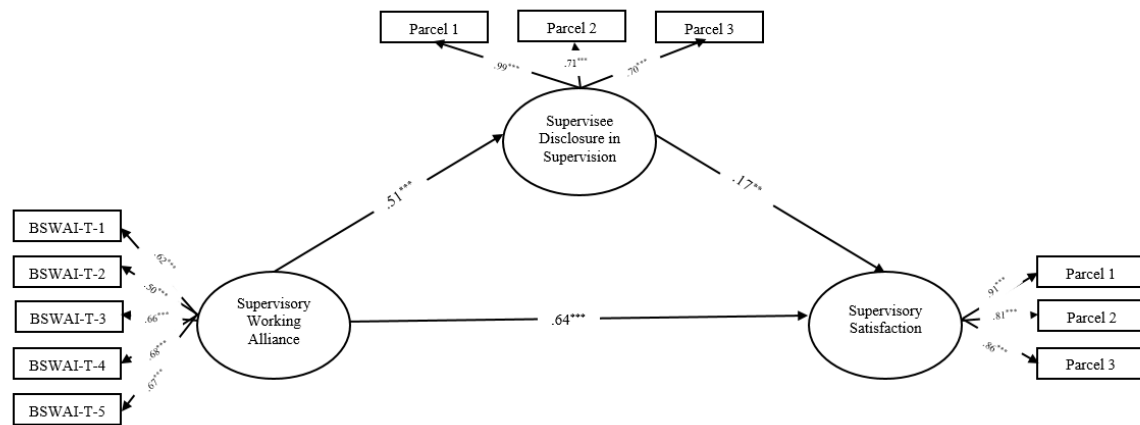 Parcel 1
Parcel 2
Parcel 3
.99***
.71***
.70***
Supervisee
Disclosure in
Supervision
.51***
.17**
BSWAI-T-1
BSWAI-T-2
BSWAI-T-3
BSWAI-T-4
BSWAI-T-5
.62***
.50***
.66***
.68***
.67***
Supervisory
Working
Alliance
.64***
Supervisory
Satisfaction
.91***
.81***
.86***
Parcel 1
Parcel 2
Parcel 3